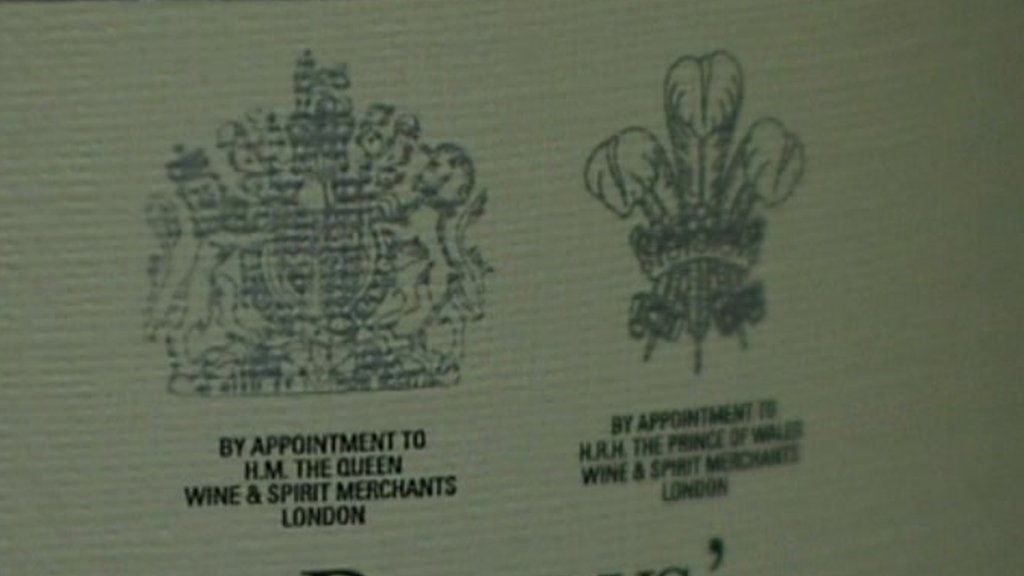 BY APPOINTMENT TO
H.M. THE QUEEN
WINE & SPIRIT MERCHANTS
LONDON
BY APPOINTMENT TO
H.R.H. THE PRINCE OF WALES
WINE & SPIRIT MERCHANTS
LONDON